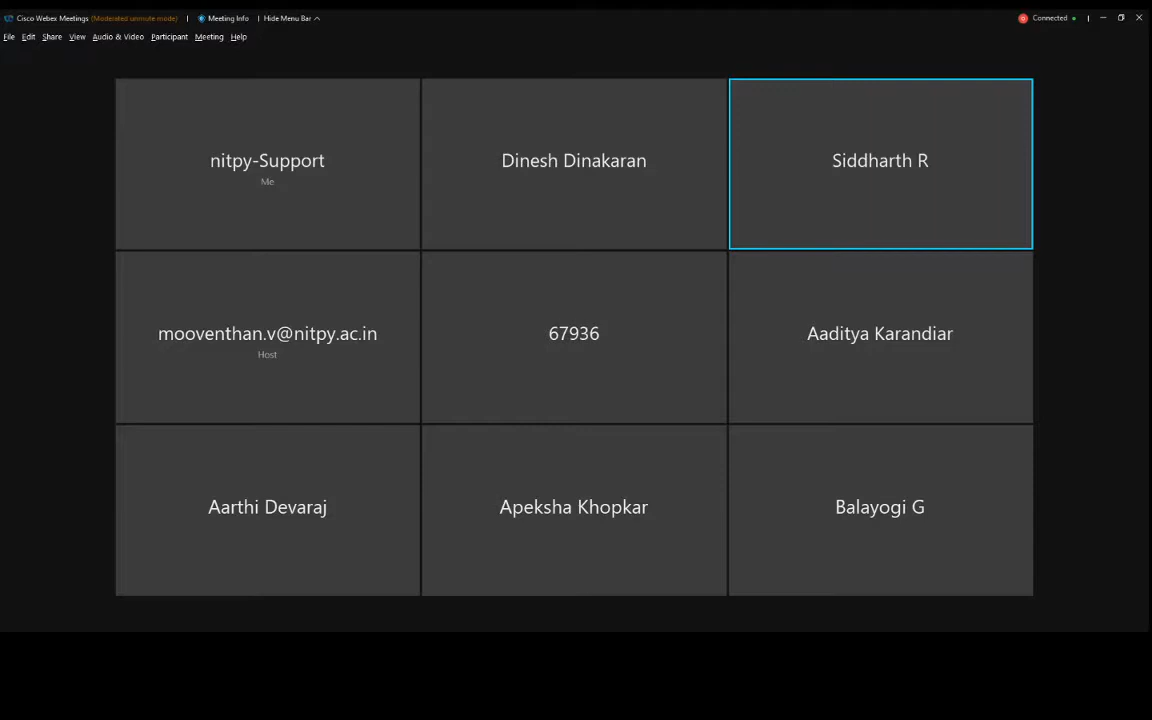 Cisco Webex Meetings (Moderated unmute mode) | Meeting Info | Hide Menu Bar Connected
File Edit Share View Audio & Video Participant Meeting Help
nitpy-Support
Me
Dinesh Dinakaran
Siddharth R
mooventhan.v@nitpy.ac.in
Host
67936
Aaditya Karandiar
Aarthi Devaraj
Apeksha Khopkar
Balayogi G